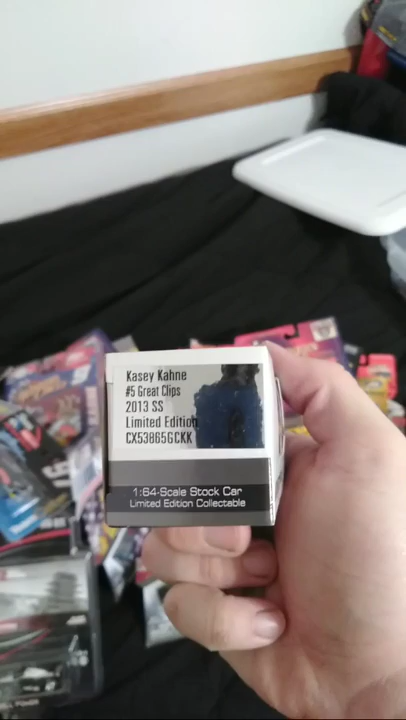 Kasey Kahne
#5 Great Clips
2013 SS
Limited Edition
CX53865GCKK
1:64-Scale Stock Car
Limited Edition Collectable